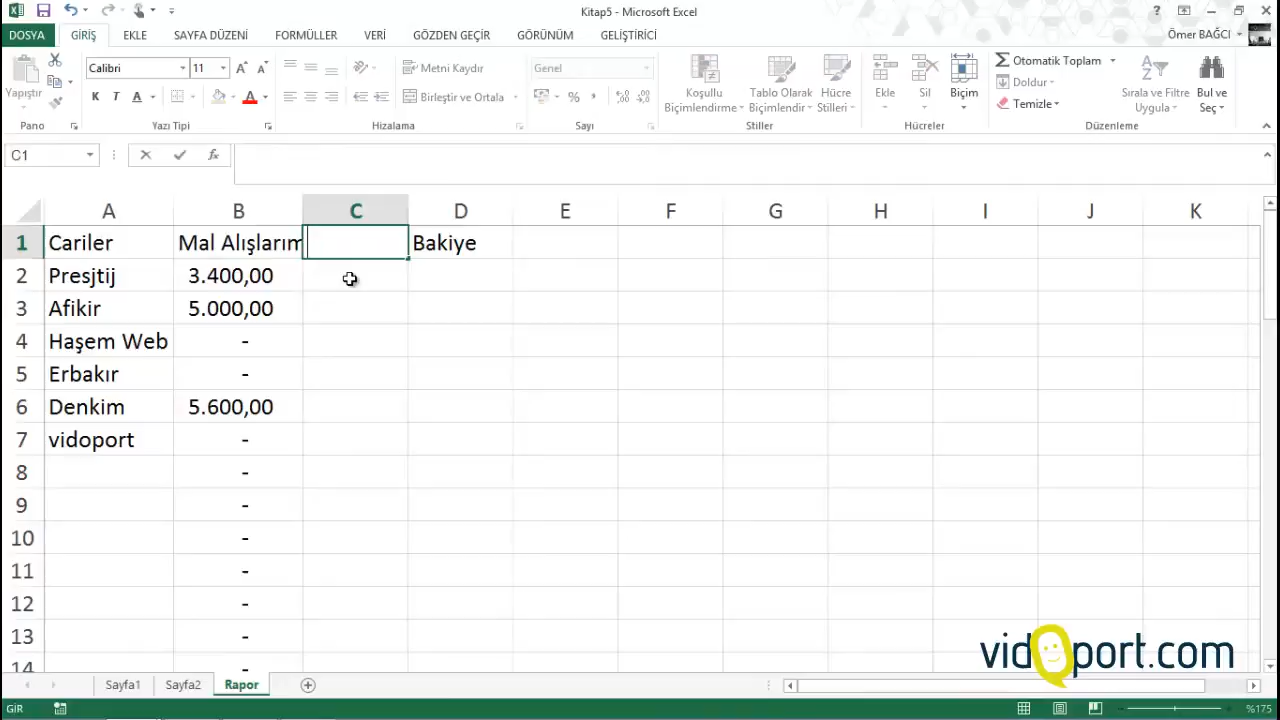 Kitap5 - Microsoft Excel
?
DOSYA GİRİŞ EKLE SAYFA DÜZENİ FORMÜLLER VERİ GÖZDEN GEÇİR GÖRÜNÜM GELİŞTİRİCİ Ömer BAĞCI
Yapıştır
Calibri 11
K T A
Pano
Yazı Tipi
Metni Kaydır
Birleştir ve Ortala
Hizalama
Genel
%
Sayı
Koşullu Biçimlendirme
Tablo Olarak Biçimlendir
Hücre Stilleri
Stiller
Ekle Sil Biçim
Hücreler
Otomatik Toplam
Doldur
Temizle
Sırala ve Filtre Uygula
Bul ve Seç
Düzenleme
C1 fx
A B C D E F G H I J K
1 Cariler Mal Alışlarım Bakiye
2 Presjtij 3.400,00
3 Afikir 5.000,00
4 Haşem Web -
5 Erbakır -
6 Denkim 5.600,00
7 vidoport -
8 -
9 -
10 -
11 -
12 -
13 -
14 -
vidoport.com
Sayfa1 Sayfa2 Rapor
GİR %175